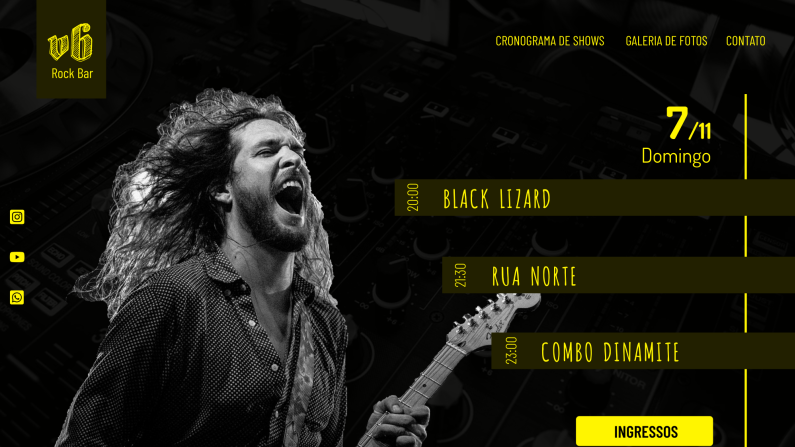 v6
Rock Bar
CRONOGRAMA DE SHOWS GALERIA DE FOTOS CONTATO
7/11
Domingo
20:00 BLACK LIZARD
21:30 RUA NORTE
23:00 COMBO DINAMITE
INGRESSOS